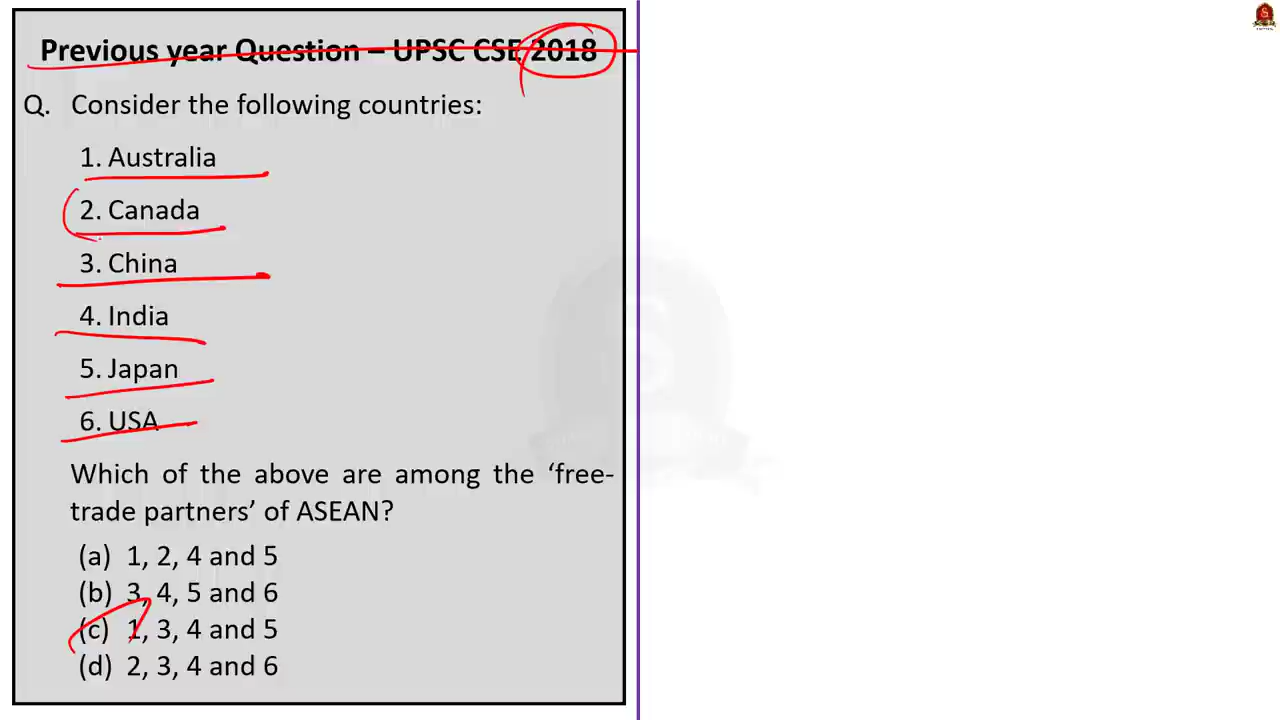 Previous year Question – UPSC CSE 2018
Q. Consider the following countries:
1. Australia
2. Canada
3. China
4. India
5. Japan
6. USA
Which of the above are among the ‘free-
trade partners’ of ASEAN?
(a) 1, 2, 4 and 5
(b) 3, 4, 5 and 6
(c) 1, 3, 4 and 5
(d) 2, 3, 4 and 6